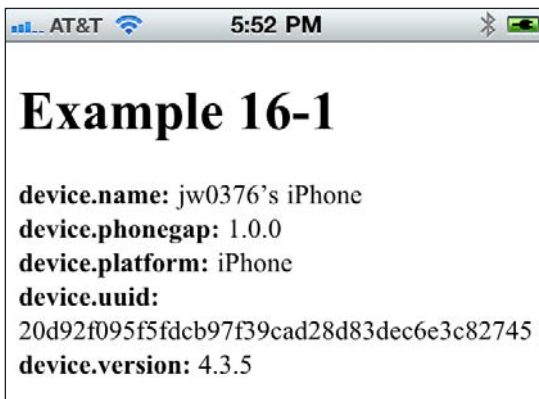 AT&T 5:52 PM
Example 16-1
device.name: jw0376's iPhone
device.phonegap: 1.0.0
device.platform: iPhone
device.uuid:
20d92f095f5fdcb97f39cad28d83dec6e3c82745
device.version: 4.3.5